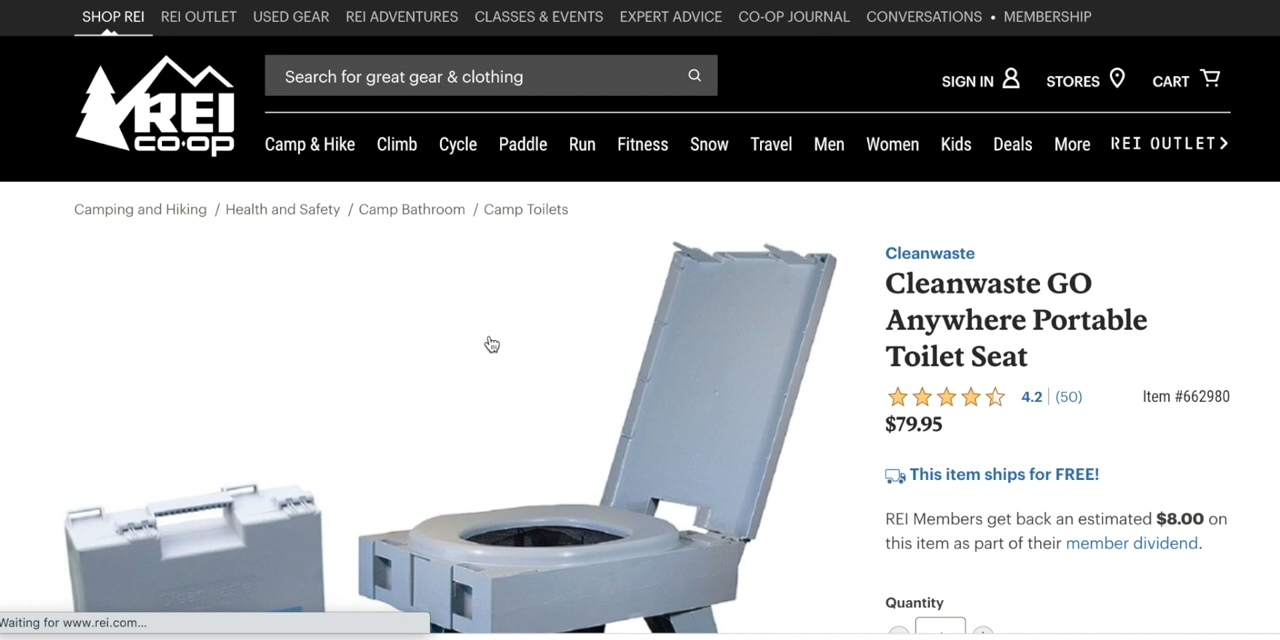 SHOP REI REI OUTLET USED GEAR REI ADVENTURES CLASSES & EVENTS EXPERT ADVICE CO-OP JOURNAL CONVERSATIONS • MEMBERSHIP
REI
CO·OP
Search for great gear & clothing
SIGN IN STORES CART
Camp & Hike Climb Cycle Paddle Run Fitness Snow Travel Men Women Kids Deals More REI OUTLET
Camping and Hiking / Health and Safety / Camp Bathroom / Camp Toilets
Cleanwaste
Cleanwaste GO
Anywhere Portable
Toilet Seat
4.2 (50) Item #662980
$79.95
This item ships for FREE!
REI Members get back an estimated $8.00 on
this item as part of their member dividend.
Quantity
Waiting for www.rei.com...